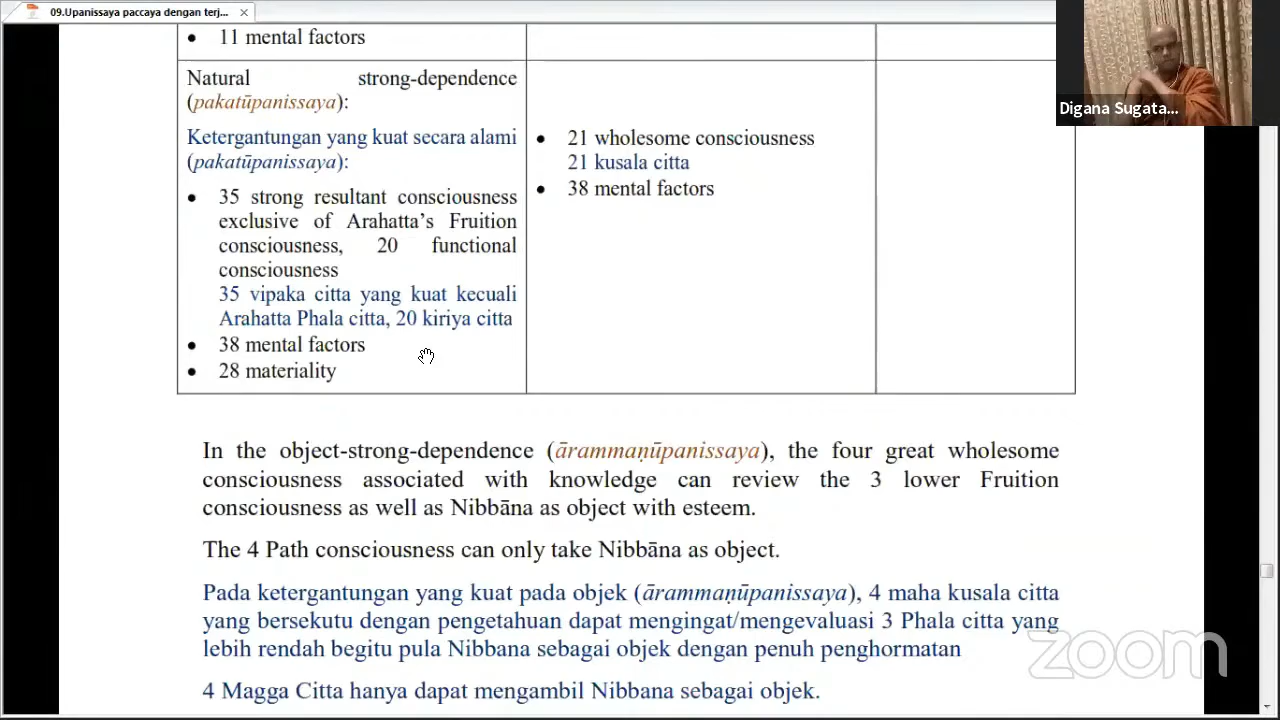 09.Upanissaya paccaya dengan terj...
Digana Sugata...
• 11 mental factors
Natural strong-dependence
(pakatūpanissaya):
Ketergantungan yang kuat secara alami
(pakatūpanissaya):
• 35 strong resultant consciousness
exclusive of Arahatta’s Fruition
consciousness, 20 functional
consciousness
35 vipaka citta yang kuat kecuali
Arahatta Phala citta, 20 kiriya citta
• 38 mental factors
• 28 materiality
• 21 wholesome consciousness
21 kusala citta
• 38 mental factors
In the object-strong-dependence (ārammaṇūpanissaya), the four great wholesome
consciousness associated with knowledge can review the 3 lower Fruition
consciousness as well as Nibbāna as object with esteem.
The 4 Path consciousness can only take Nibbāna as object.
Pada ketergantungan yang kuat pada objek (ārammaṇūpanissaya), 4 maha kusala citta
yang bersekutu dengan pengetahuan dapat mengingat/mengevaluasi 3 Phala citta yang
lebih rendah begitu pula Nibbana sebagai objek dengan penuh penghormatan
4 Magga Citta hanya dapat mengambil Nibbana sebagai objek.
zoom